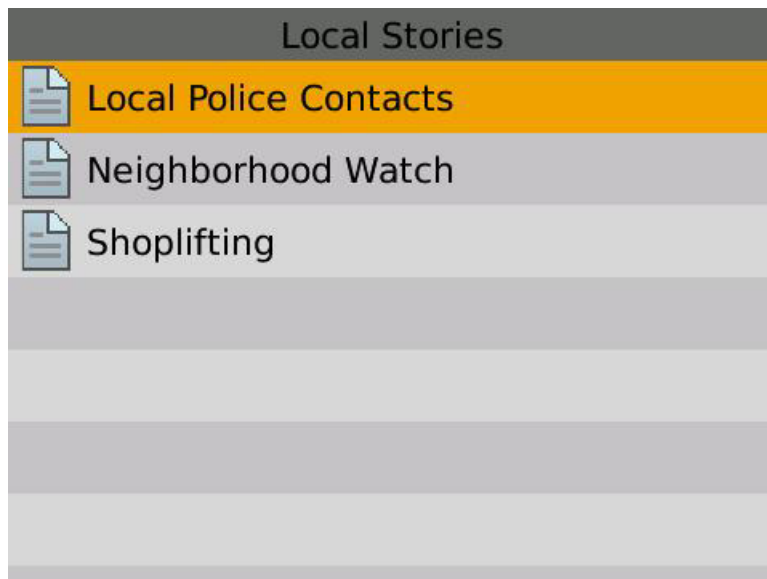 Local Stories
Local Police Contacts
Neighborhood Watch
Shoplifting